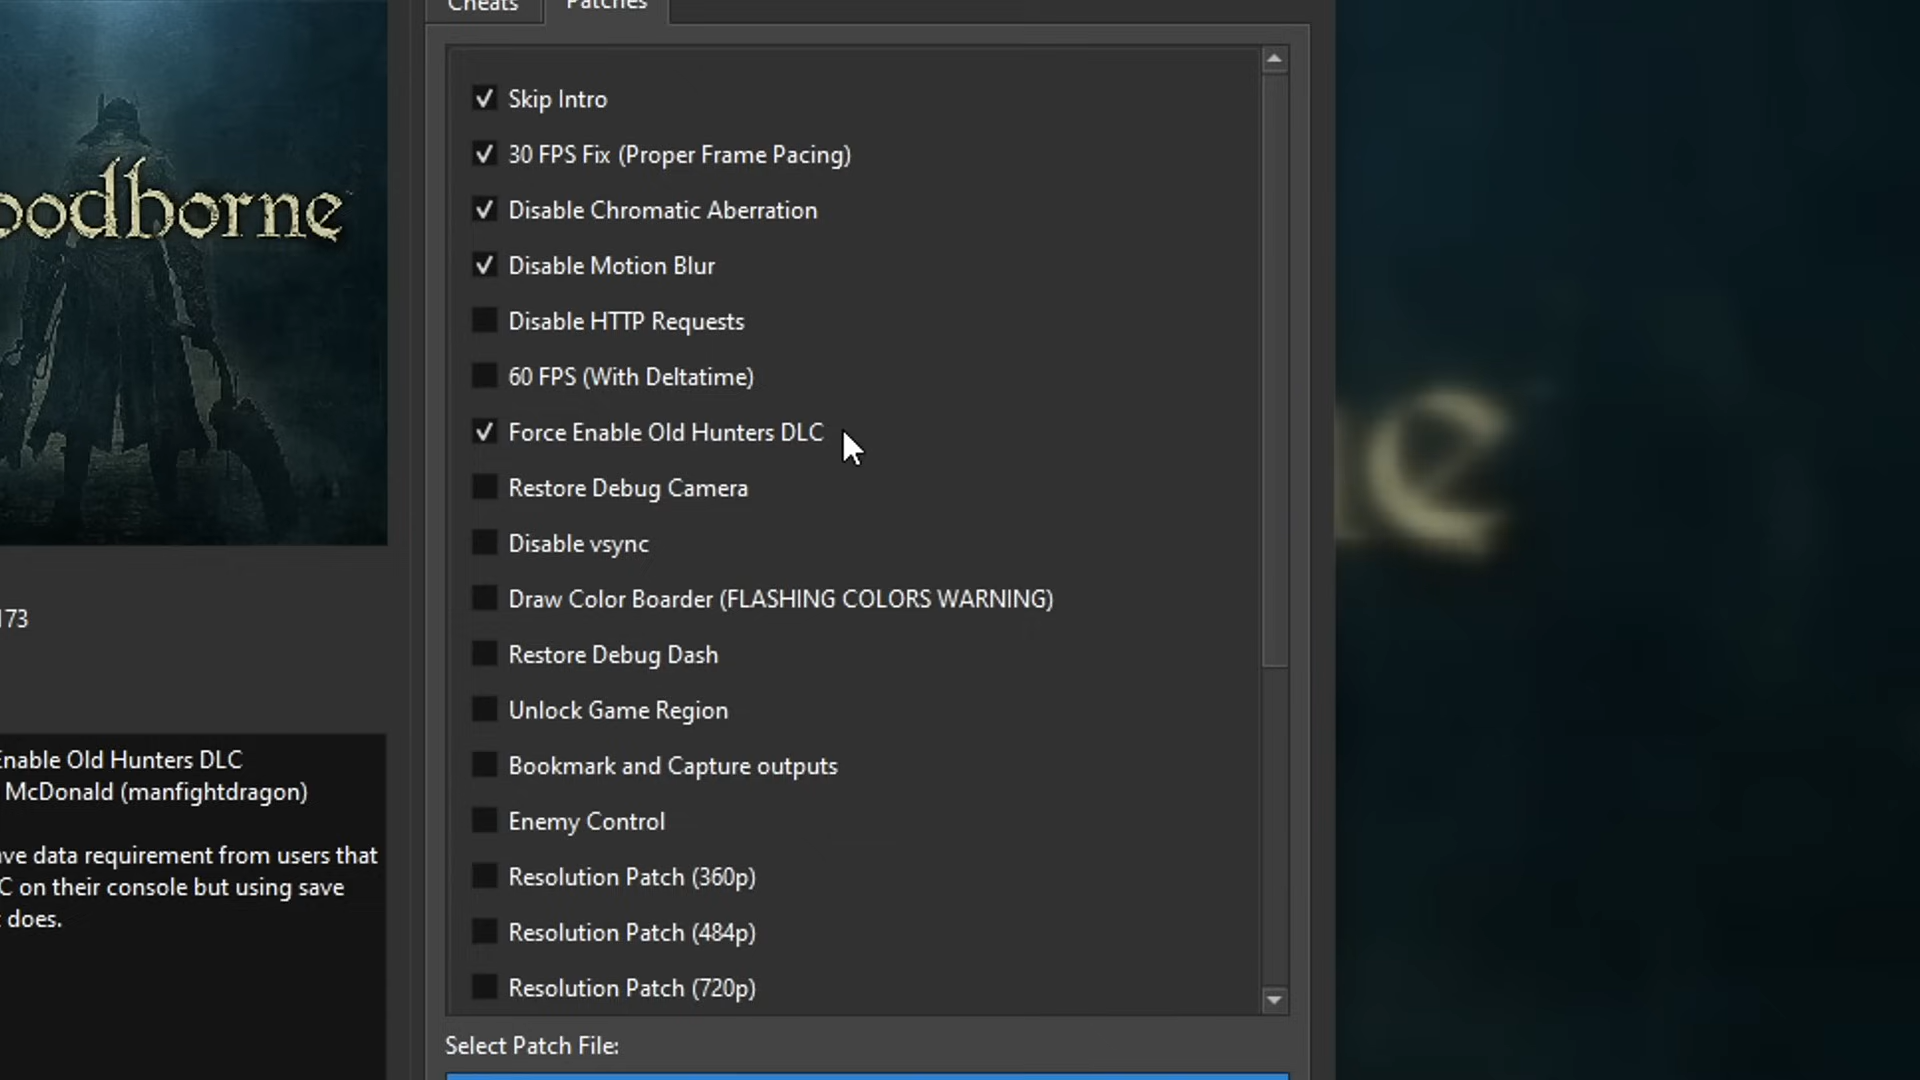 Cheats
Patches
oodborne
Skip Intro
30 FPS Fix (Proper Frame Pacing)
Disable Chromatic Aberration
Disable Motion Blur
Disable HTTP Requests
60 FPS (With Deltatime)
Force Enable Old Hunters DLC
Restore Debug Camera
Disable vsync
Draw Color Boarder (FLASHING COLORS WARNING)
Restore Debug Dash
Unlock Game Region
Bookmark and Capture outputs
Enemy Control
Resolution Patch (360p)
Resolution Patch (484p)
Resolution Patch (720p)
Select Patch File:
173
Enable Old Hunters DLC
McDonald (manfightdragon)
ve data requirement from users that
C on their console but using save
does.
e